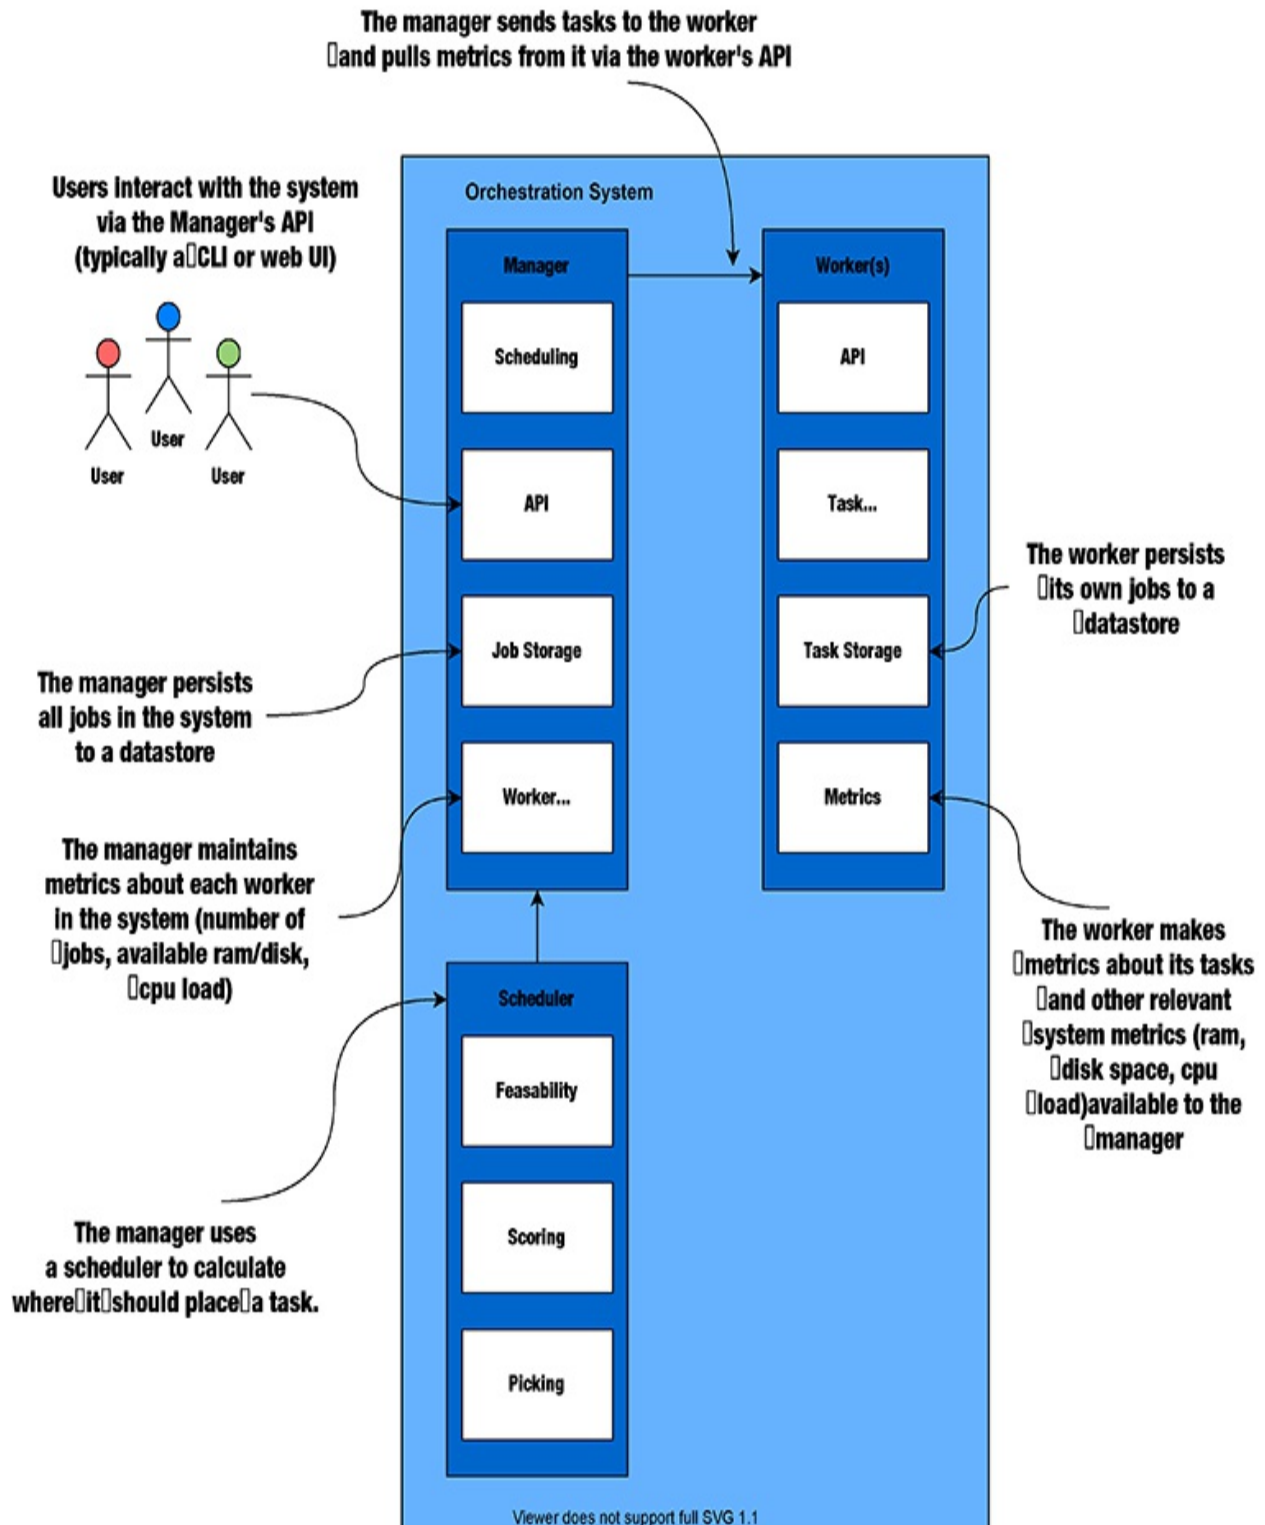 The manager sends tasks to the worker
▯and pulls metrics from it via the worker's API
Users interact with the system
via the Manager's API
(typically a▯CLI or web UI)
User
User
User
Orchestration System
Manager
Scheduling
API
Job Storage
Worker...
Worker(s)
API
Task...
Task Storage
Metrics
The worker persists
▯its own jobs to a
▯datastore
The manager persists
all jobs in the system
to a datastore
The manager maintains
metrics about each worker
in the system (number of
▯jobs, available ram/disk,
▯cpu load)
The worker makes
▯metrics about its tasks
▯and other relevant
▯system metrics (ram,
▯disk space, cpu
▯load)available to the
▯manager
Scheduler
Feasability
Scoring
Picking
The manager uses
a scheduler to calculate
where▯it▯should place▯a task.
Viewer does not support full SVG 1.1